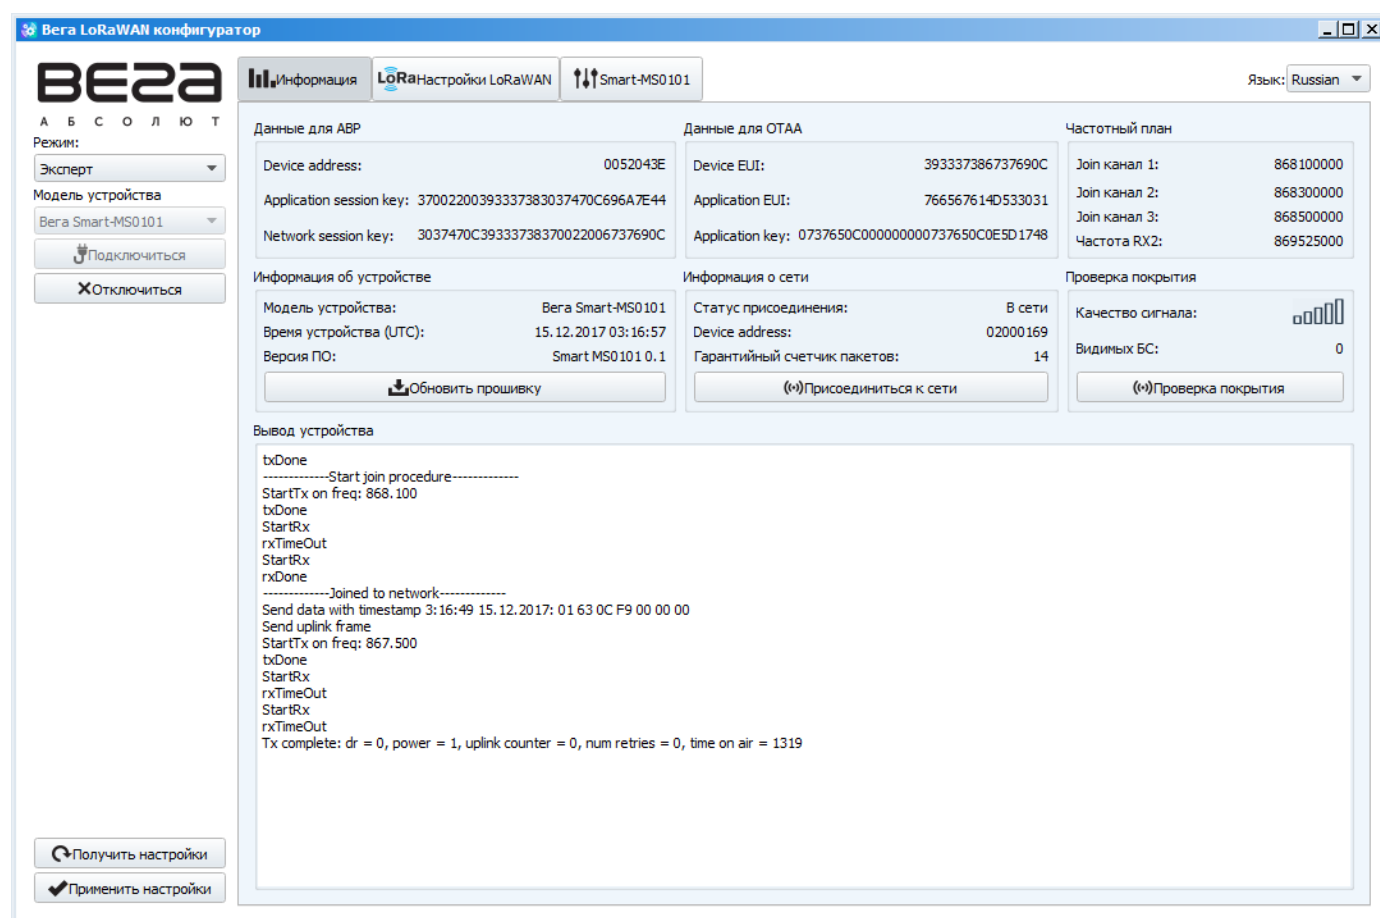 Вега LoRaWAN конфигуратор
ВЕГА
АБСОЛЮТ
Режим:
Эксперт
Модель устройства
Вега Smart-MS0101
Подключиться
Отключиться
Информация
LoRa Настройки LoRaWAN
Smart-MS0101
Язык: Russian
Данные для ABP
Device address: 0052043E
Application session key: 37002200393337383037470C696A7E44
Network session key: 3037470C39333738370022006737690C
Данные для OTAA
Device EUI: 393337386737690C
Application EUI: 766567614D533031
Application key: 0737650C000000000737650C0E5D1748
Частотный план
Join канал 1: 868100000
Join канал 2: 868300000
Join канал 3: 868500000
Частота RX2: 869525000
Информация об устройстве
Модель устройства: Вега Smart-MS0101
Время устройства (UTC): 15.12.2017 03:16:57
Версия ПО: Smart MS0101 0.1
Обновить прошивку
Информация о сети
Статус присоединения: В сети
Device address: 02000169
Гарантийный счетчик пакетов: 14
Присоединиться к сети
Проверка покрытия
Качество сигнала:
Видимых БС: 0
Проверка покрытия
Вывод устройства
txDone
-------------Start join procedure-------------
StartTx on freq: 868.100
txDone
StartRx
rxTimeOut
StartRx
rxDone
-------------Joined to network-------------
Send data with timestamp 3:16:49 15.12.2017: 01 63 0C F9 00 00 00
Send uplink frame
StartTx on freq: 867.500
txDone
StartRx
rxTimeOut
StartRx
rxTimeOut
Tx complete: dr = 0, power = 1, uplink counter = 0, num retries = 0, time on air = 1319
Получить настройки
Применить настройки